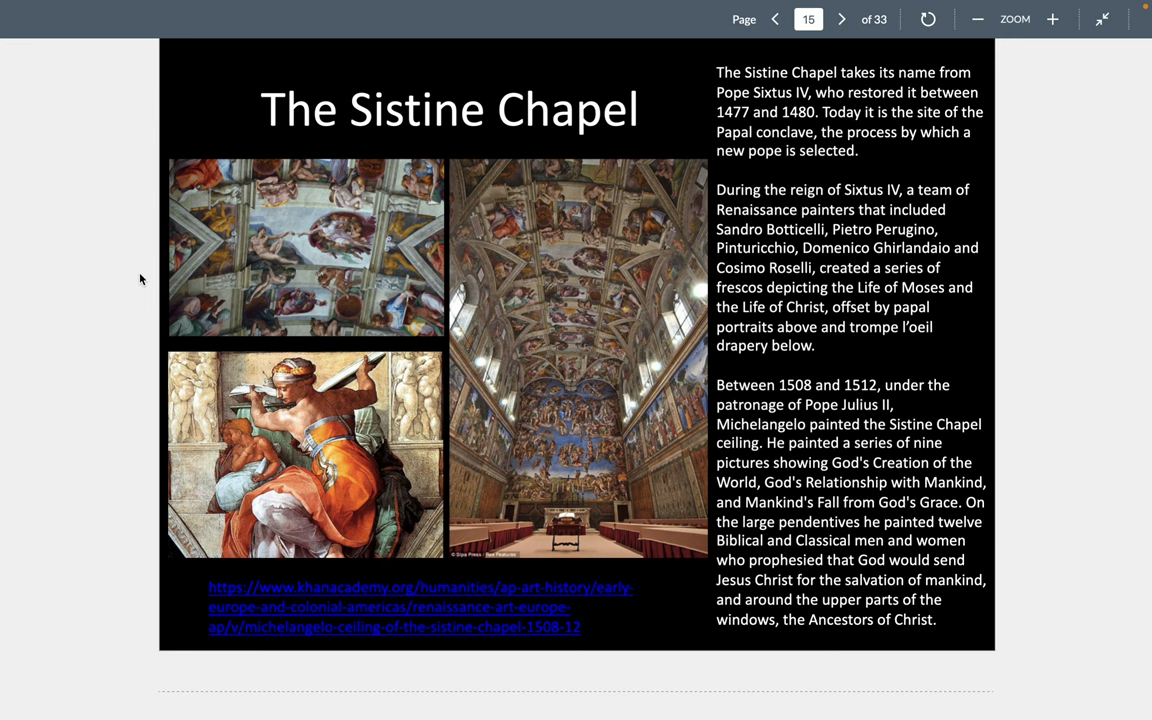 Page 15 of 33 ZOOM
The Sistine Chapel
The Sistine Chapel takes its name from
Pope Sixtus IV, who restored it between
1477 and 1480. Today it is the site of the
Papal conclave, the process by which a
new pope is selected.
During the reign of Sixtus IV, a team of
Renaissance painters that included
Sandro Botticelli, Pietro Perugino,
Pinturicchio, Domenico Ghirlandaio and
Cosimo Roselli, created a series of
frescos depicting the Life of Moses and
the Life of Christ, offset by papal
portraits above and trompe l’oeil
drapery below.
Between 1508 and 1512, under the
patronage of Pope Julius II,
Michelangelo painted the Sistine Chapel
ceiling. He painted a series of nine
pictures showing God's Creation of the
World, God's Relationship with Mankind,
and Mankind's Fall from God's Grace. On
the large pendentives he painted twelve
Biblical and Classical men and women
who prophesied that God would send
Jesus Christ for the salvation of mankind,
and around the upper parts of the
windows, the Ancestors of Christ.
© Sipa Press / Rex Features
https://www.khanacademy.org/humanities/ap-art-history/early-
europe-and-colonial-americas/renaissance-art-europe-
ap/v/michelangelo-ceiling-of-the-sistine-chapel-1508-12